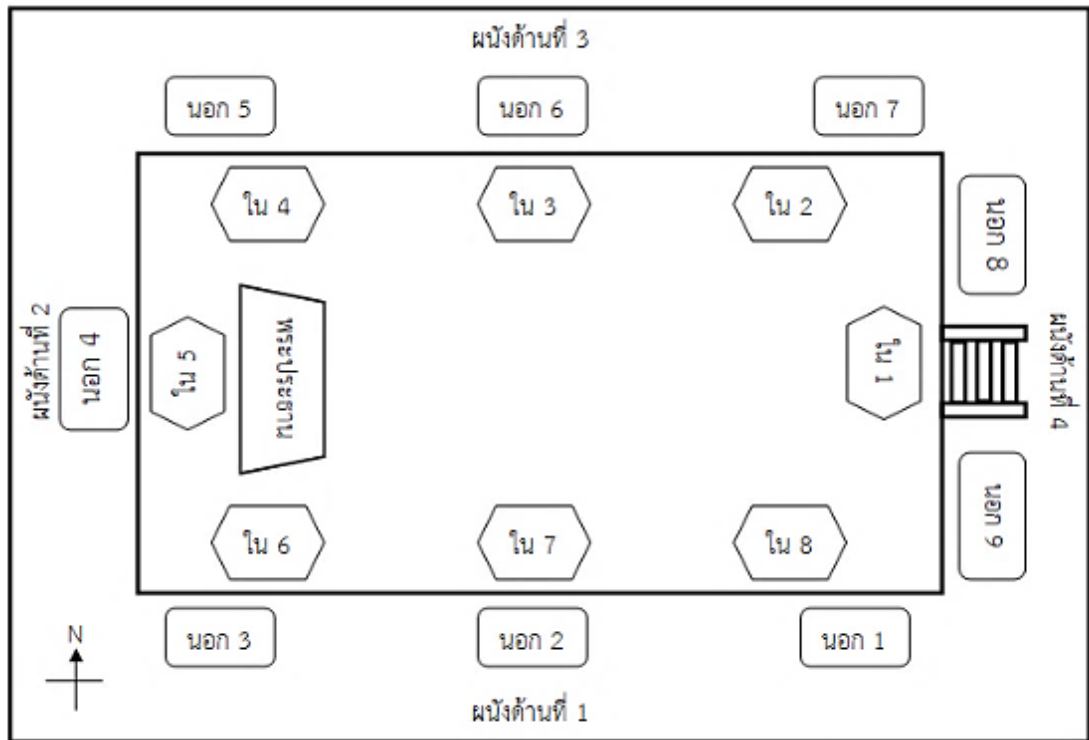 ผนังด้านที่ 3
นอก 5
นอก 6
นอก 7
ใน 4
ใน 3
ใน 2
นอก 8
ผนังด้านที่ 2
นอก 4
ใน 5
พระประธาน
ใน 1
ผนังด้านที่ 4
ใน 6
ใน 7
ใน 8
นอก 9
นอก 3
นอก 2
นอก 1
N
ผนังด้านที่ 1